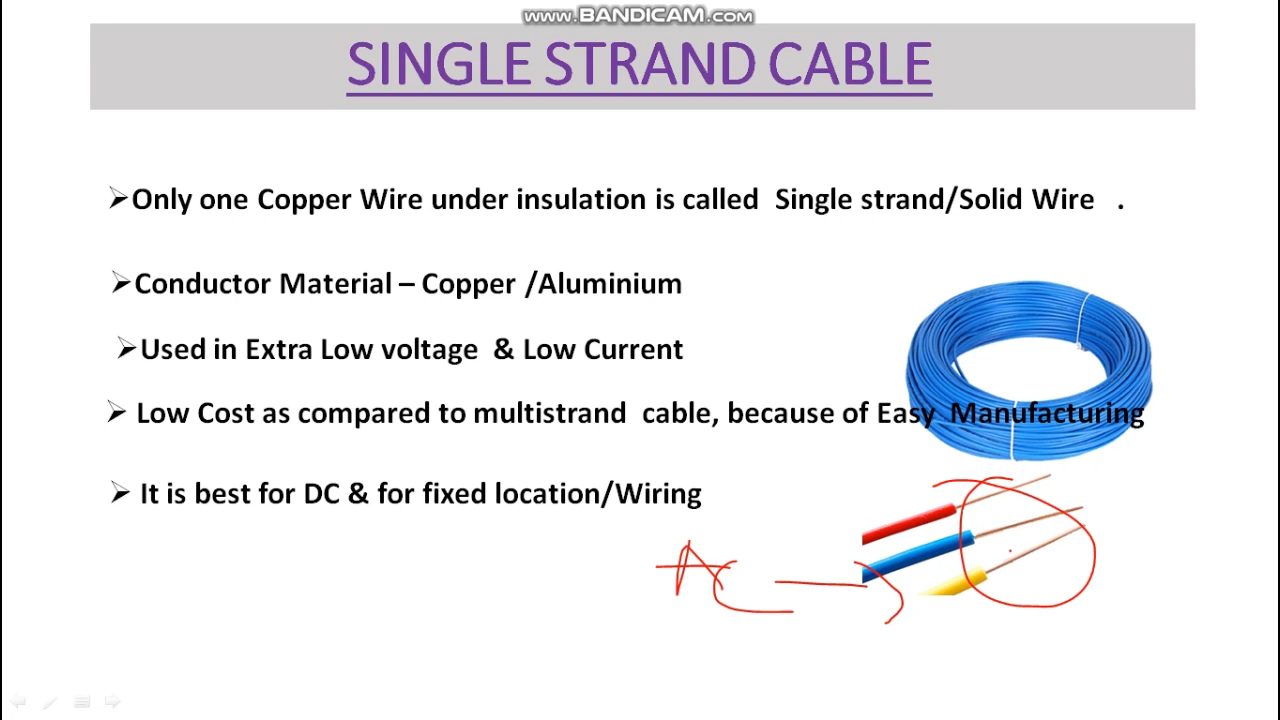 www.BANDICAM.com
SINGLE STRAND CABLE
Only one Copper Wire under insulation is called Single strand/Solid Wire .
Conductor Material – Copper /Aluminium
Used in Extra Low voltage & Low Current
Low Cost as compared to multistrand cable, because of Easy Manufacturing
It is best for DC & for fixed location/Wiring
AC